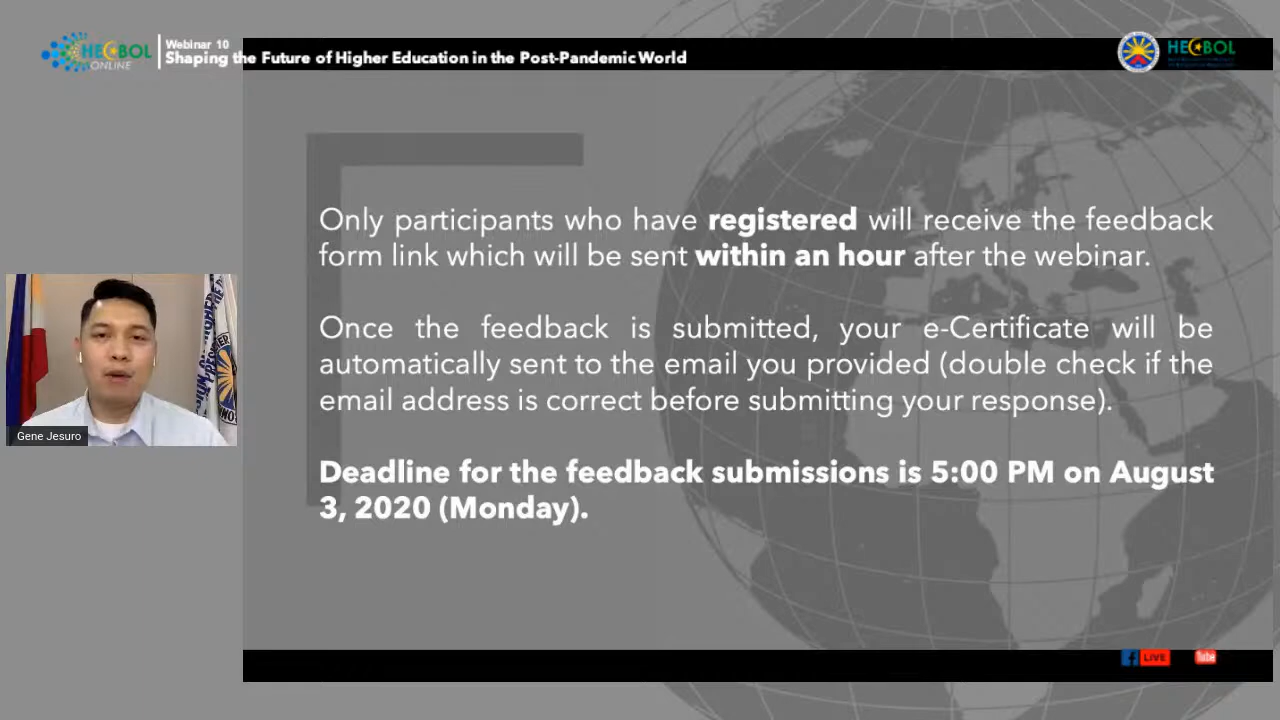 HECBOL
ONLINE
Webinar 10
Shaping the Future of Higher Education in the Post-Pandemic World
HECBOL
Only participants who have registered will receive the feedback
form link which will be sent within an hour after the webinar.
Once the feedback is submitted, your e-Certificate will be
automatically sent to the email you provided (double check if the
email address is correct before submitting your response).
Deadline for the feedback submissions is 5:00 PM on August
3, 2020 (Monday).
Gene Jesuro
LIVE
Tube